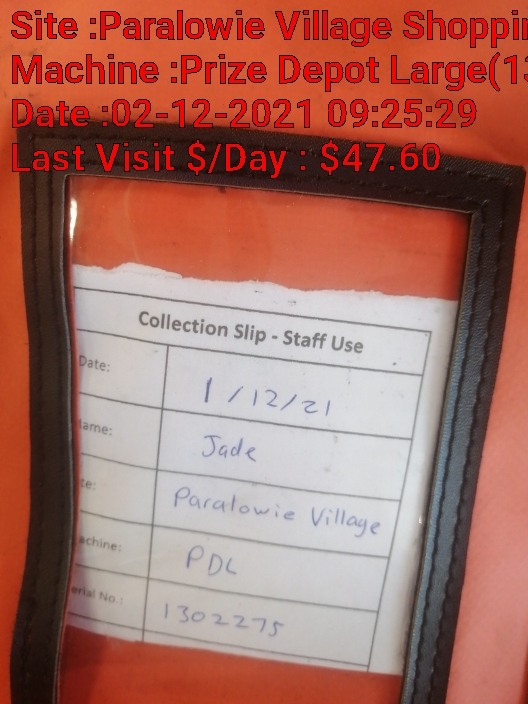 Site :Paralowie Village Shoppin
Machine :Prize Depot Large(13
Date :02-12-2021 09:25:29
Last Visit $/Day : $47.60
Collection Slip - Staff Use
Date: 1/12/21
ame: Jade
te: Paralowie Village
achine: PDL
erial No.: 1302275